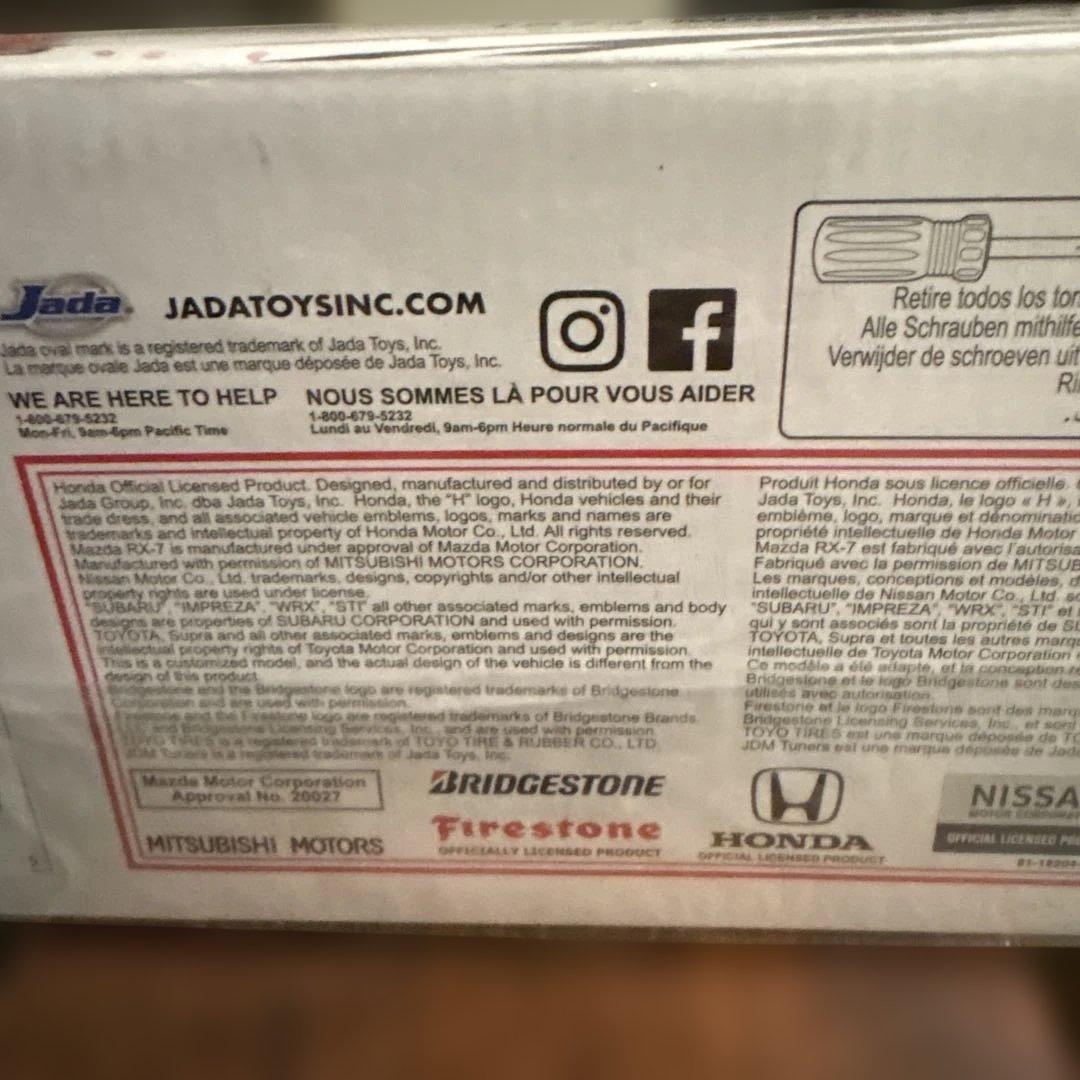 Jada
JADATOYSINC.COM
Jada oval mark is a registered trademark of Jada Toys, Inc.
La marque ovale Jada est une marque déposée de Jada Toys, Inc.
WE ARE HERE TO HELP
1-800-679-5232
Mon-Fri, 9am-6pm Pacific Time
NOUS SOMMES LÀ POUR VOUS AIDER
1-800-679-5232
Lundi au Vendredi, 9am-6pm Heure normale du Pacifique
Retire todos los
Alle Schrauben
Verwijder de schroeven
Honda Official Licensed Product. Designed, manufactured and distributed by or for
Jada Group, Inc. dba Jada Toys, Inc. Honda, the "H" logo, Honda vehicles and their
trade dress, and all associated vehicle emblems, logos, marks and names are
trademarks and intellectual property of Honda Motor Co., Ltd. All rights reserved.
Mazda RX-7 is manufactured under approval of Mazda Motor Corporation.
Manufactured with permission of MITSUBISHI MOTORS CORPORATION.
Nissan Motor Co., Ltd. trademarks, designs, copyrights and/or other intellectual
property rights are used under license.
"SUBARU", "IMPREZA", "WRX", "STI" all other associated marks, emblems and body
designs are properties of SUBARU CORPORATION and used with permission.
TOYOTA, Supra and all other associated marks, emblems and designs are the
intellectual property rights of Toyota Motor Corporation and used with permission.
This is a customized model, and the actual design of the vehicle is different from the
design of this product.
Bridgestone and the Bridgestone logo are registered trademarks of Bridgestone
Corporation and are used with permission.
Firestone and the Firestone logo are registered trademarks of Bridgestone Brands,
and Bridgestone Licensing Services, Inc., and are used with permission.
TOYO TIRES is a registered trademark of TOYO TIRE & RUBBER CO., LTD.
JDM Tuners is a registered trademark of Jada Toys, Inc.
Produit Honda sous licence officielle.
Jada Toys, Inc. Honda, le logo « H »,
emblème, logo, marque et
propriété intellectuelle de Honda Motor
Mazda RX-7 est fabriqué avec
Fabriqué avec la permission de
Les marques, conceptions et modèles,
intellectuelle de Nissan Motor Co., Ltd.
"SUBARU", "IMPREZA", "WRX", "STI" et
qui y sont associés sont la propriété de
TOYOTA, Supra et toutes les autres
intellectuelle de Toyota Motor Corporation
Ce modèle a été adapté, et la conception
Bridgestone et le logo Bridgestone sont
utilisés avec autorisation.
Firestone et le logo Firestone sont des
Bridgestone Licensing Services, Inc., et sont
TOYO TIRES est une marque déposée de
JDM Tuners est une marque déposée de
Mazda Motor Corporation
Approval No. 20027
MITSUBISHI MOTORS
BRIDGESTONE
Firestone
OFFICIALLY LICENSED PRODUCT
HONDA
OFFICIAL LICENSED PRODUCT
NISSA
OFFICIAL LICENSED